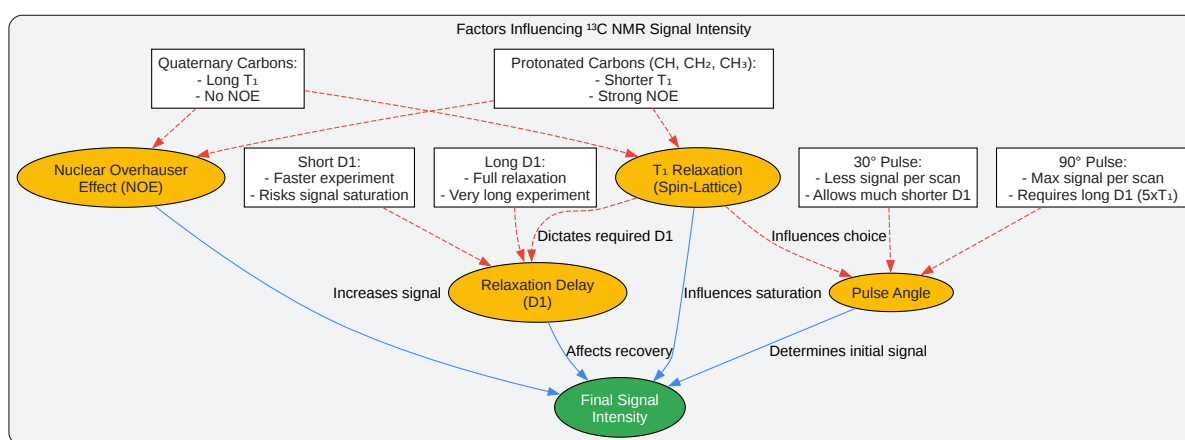 Factors Influencing ¹³C NMR Signal Intensity
Quaternary Carbons:
- Long T₁
- No NOE
Protonated Carbons (CH, CH₂, CH₃):
- Shorter T₁
- Strong NOE
Nuclear Overhauser
Effect (NOE)
Short D1:
- Faster experiment
- Risks signal saturation
Long D1:
- Full relaxation
- Very long experiment
T₁ Relaxation
(Spin-Lattice)
30° Pulse:
- Less signal per scan
- Allows much shorter D1
90° Pulse:
- Max signal per scan
- Requires long D1 (5xT₁)
Dictates required D1
Influences choice
Increases signal
Relaxation Delay
(D1)
Influences saturation
Pulse Angle
Affects recovery
Determines initial signal
Final Signal
Intensity